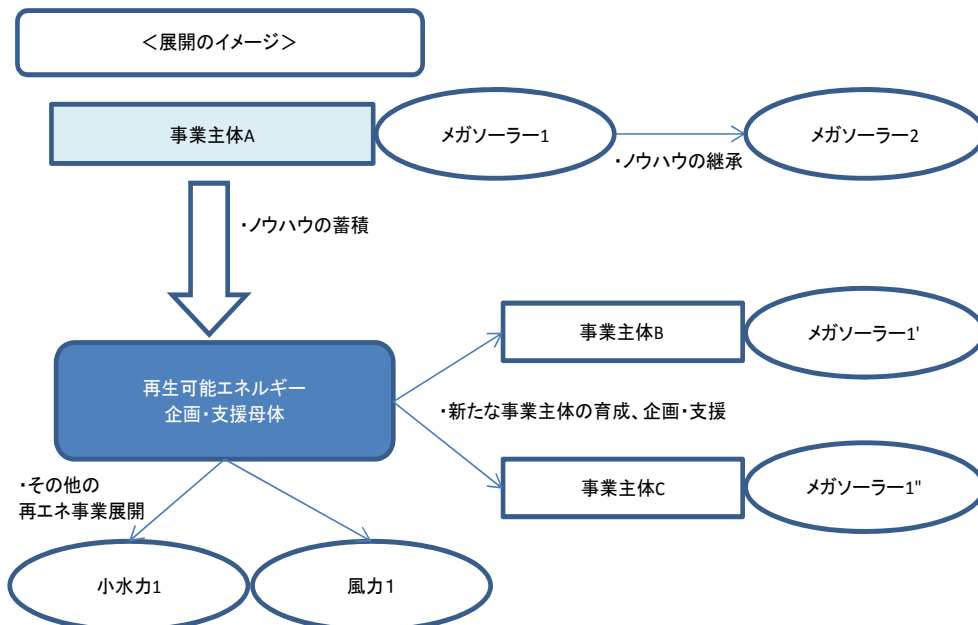 ＜展開のイメージ＞
事業主体A
メガソーラー1
メガソーラー2
・ノウハウの継承
・ノウハウの蓄積
事業主体B
メガソーラー1'
再生可能エネルギー
企画・支援母体
・新たな事業主体の育成、企画・支援
事業主体C
メガソーラー1"
・その他の
再エネ事業展開
小水力1
風力1